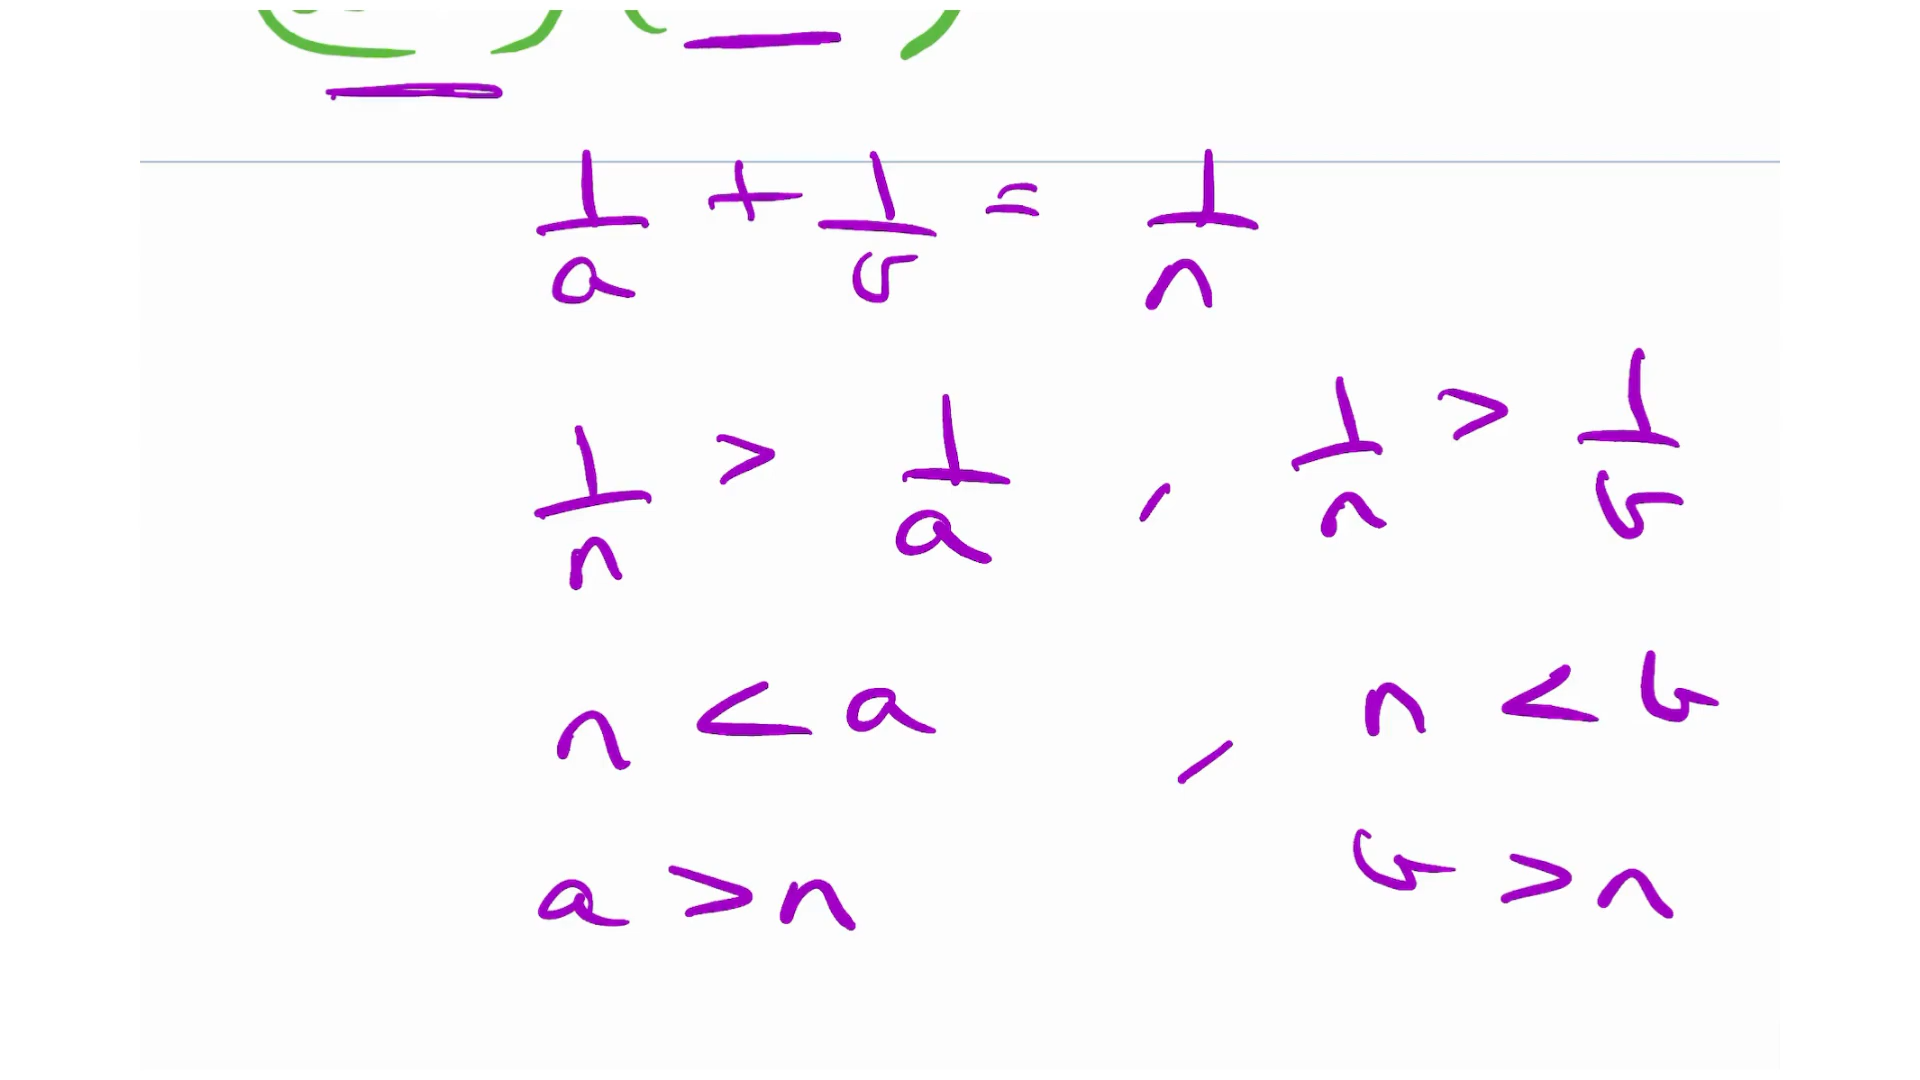 1/a + 1/b = 1/n
1/n > 1/a , 1/n > 1/b
n < a , n < b
a > n b > n